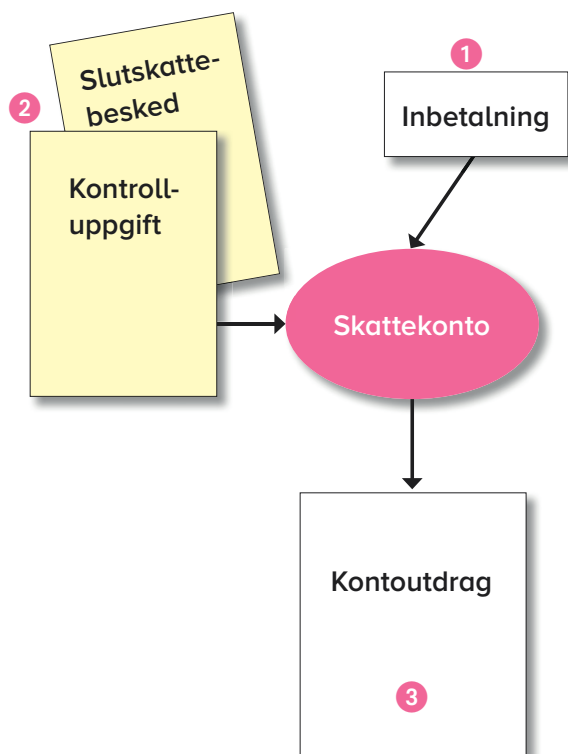 1
Inbetalning
2
Slutskatte-
besked
Kontroll-
uppgift
Skattekonto
Kontoutdrag
3